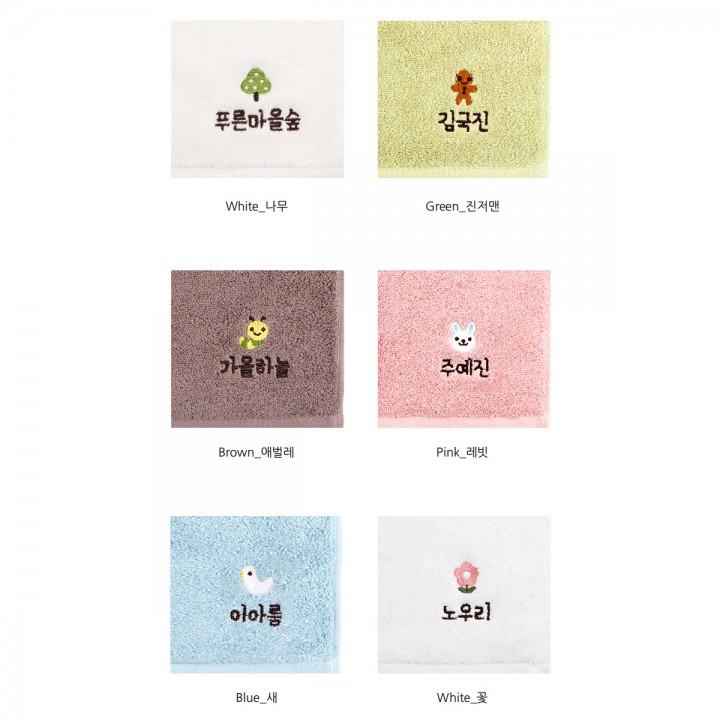 푸른마을숲
김국진
White_나무
Green_진저맨
가을하늘
주예진
Brown_애벌레
Pink_레빗
이아름
노우리
Blue_새
White_꽃